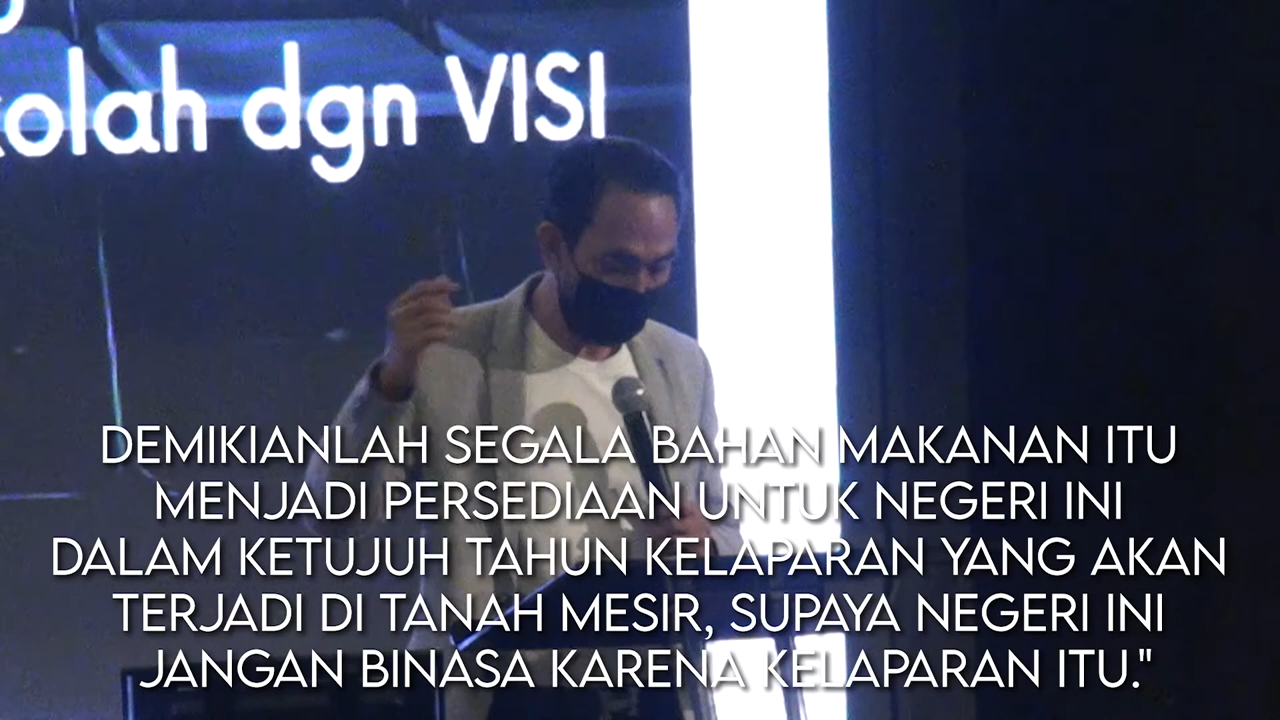 olah dgn VISI
DEMIKIANLAH SEGALA BAHAN MAKANAN ITU
MENJADI PERSEDIAAN UNTUK NEGERI INI
DALAM KETUJUH TAHUN KELAPARAN YANG AKAN
TERJADI DI TANAH MESIR, SUPAYA NEGERI INI
JANGAN BINASA KARENA KELAPARAN ITU."